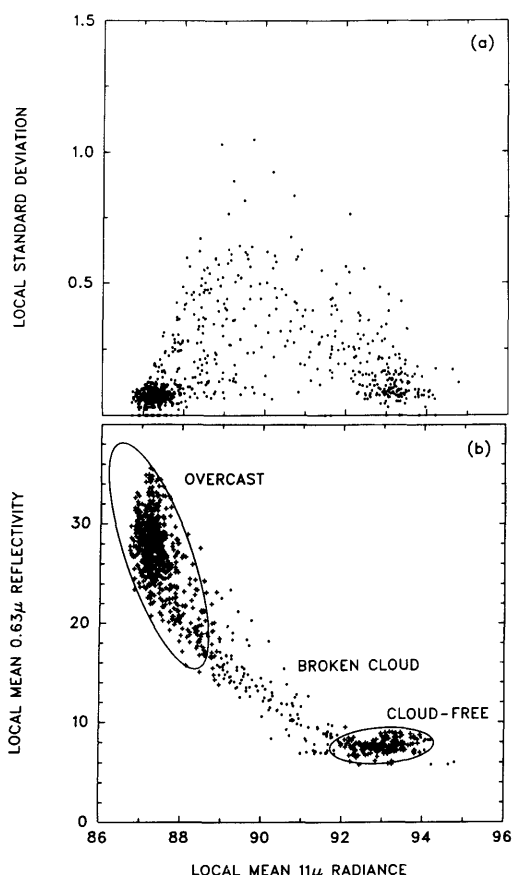 1.5
(a)
1.0
LOCAL STANDARD DEVIATION
0.5
(b)
OVERCAST
30
LOCAL MEAN 0.63μ REFLECTIVITY
20
BROKEN CLOUD
CLOUD-FREE
10
0
86 88 90 92 94 96
LOCAL MEAN 11μ RADIANCE